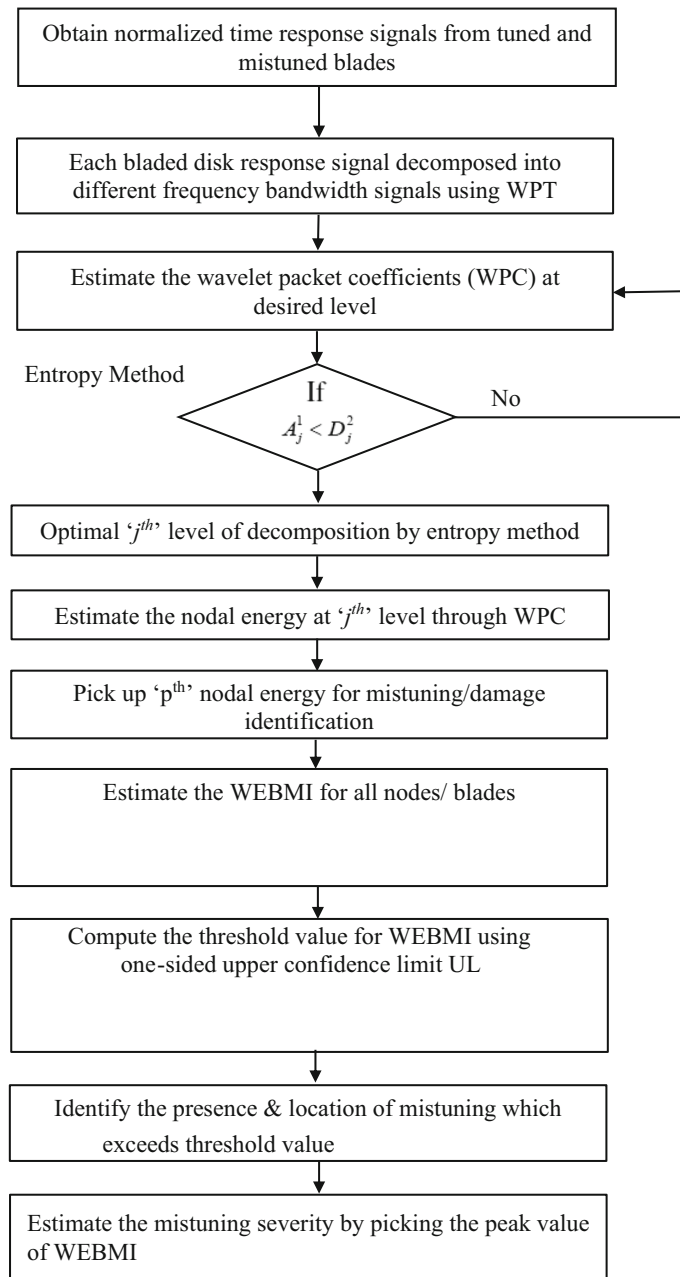 Obtain normalized time response signals from tuned and
mistuned blades
Each bladed disk response signal decomposed into
different frequency bandwidth signals using WPT
Estimate the wavelet packet coefficients (WPC) at
desired level
Entropy Method
If
No
A_j^1 < D_j^2
Optimal ‘j^th’ level of decomposition by entropy method
Estimate the nodal energy at ‘j^th’ level through WPC
Pick up ‘p^th’ nodal energy for mistuning/damage
identification
Estimate the WEBMI for all nodes/ blades
Compute the threshold value for WEBMI using
one-sided upper confidence limit UL
Identify the presence & location of mistuning which
exceeds threshold value
Estimate the mistuning severity by picking the peak value
of WEBMI